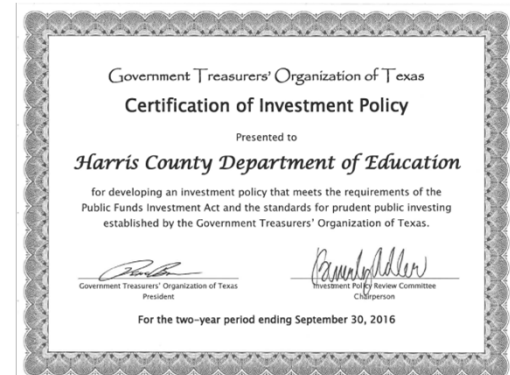 Government Treasurers' Organization of Texas
Certification of Investment Policy
Presented to
Harris County Department of Education
for developing an investment policy that meets the requirements of the
Public Funds Investment Act and the standards for prudent public investing
established by the Government Treasurers' Organization of Texas.
Beverly Adler
Government Treasurers' Organization of Texas
President
Investment Policy Review Committee
Chairperson
For the two-year period ending September 30, 2016